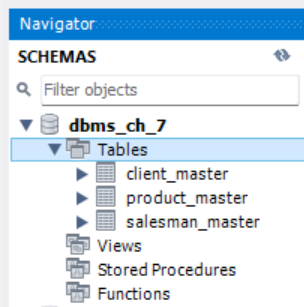 Navigator
SCHEMAS
Filter objects
dbms_ch_7
Tables
client_master
product_master
salesman_master
Views
Stored Procedures
Functions